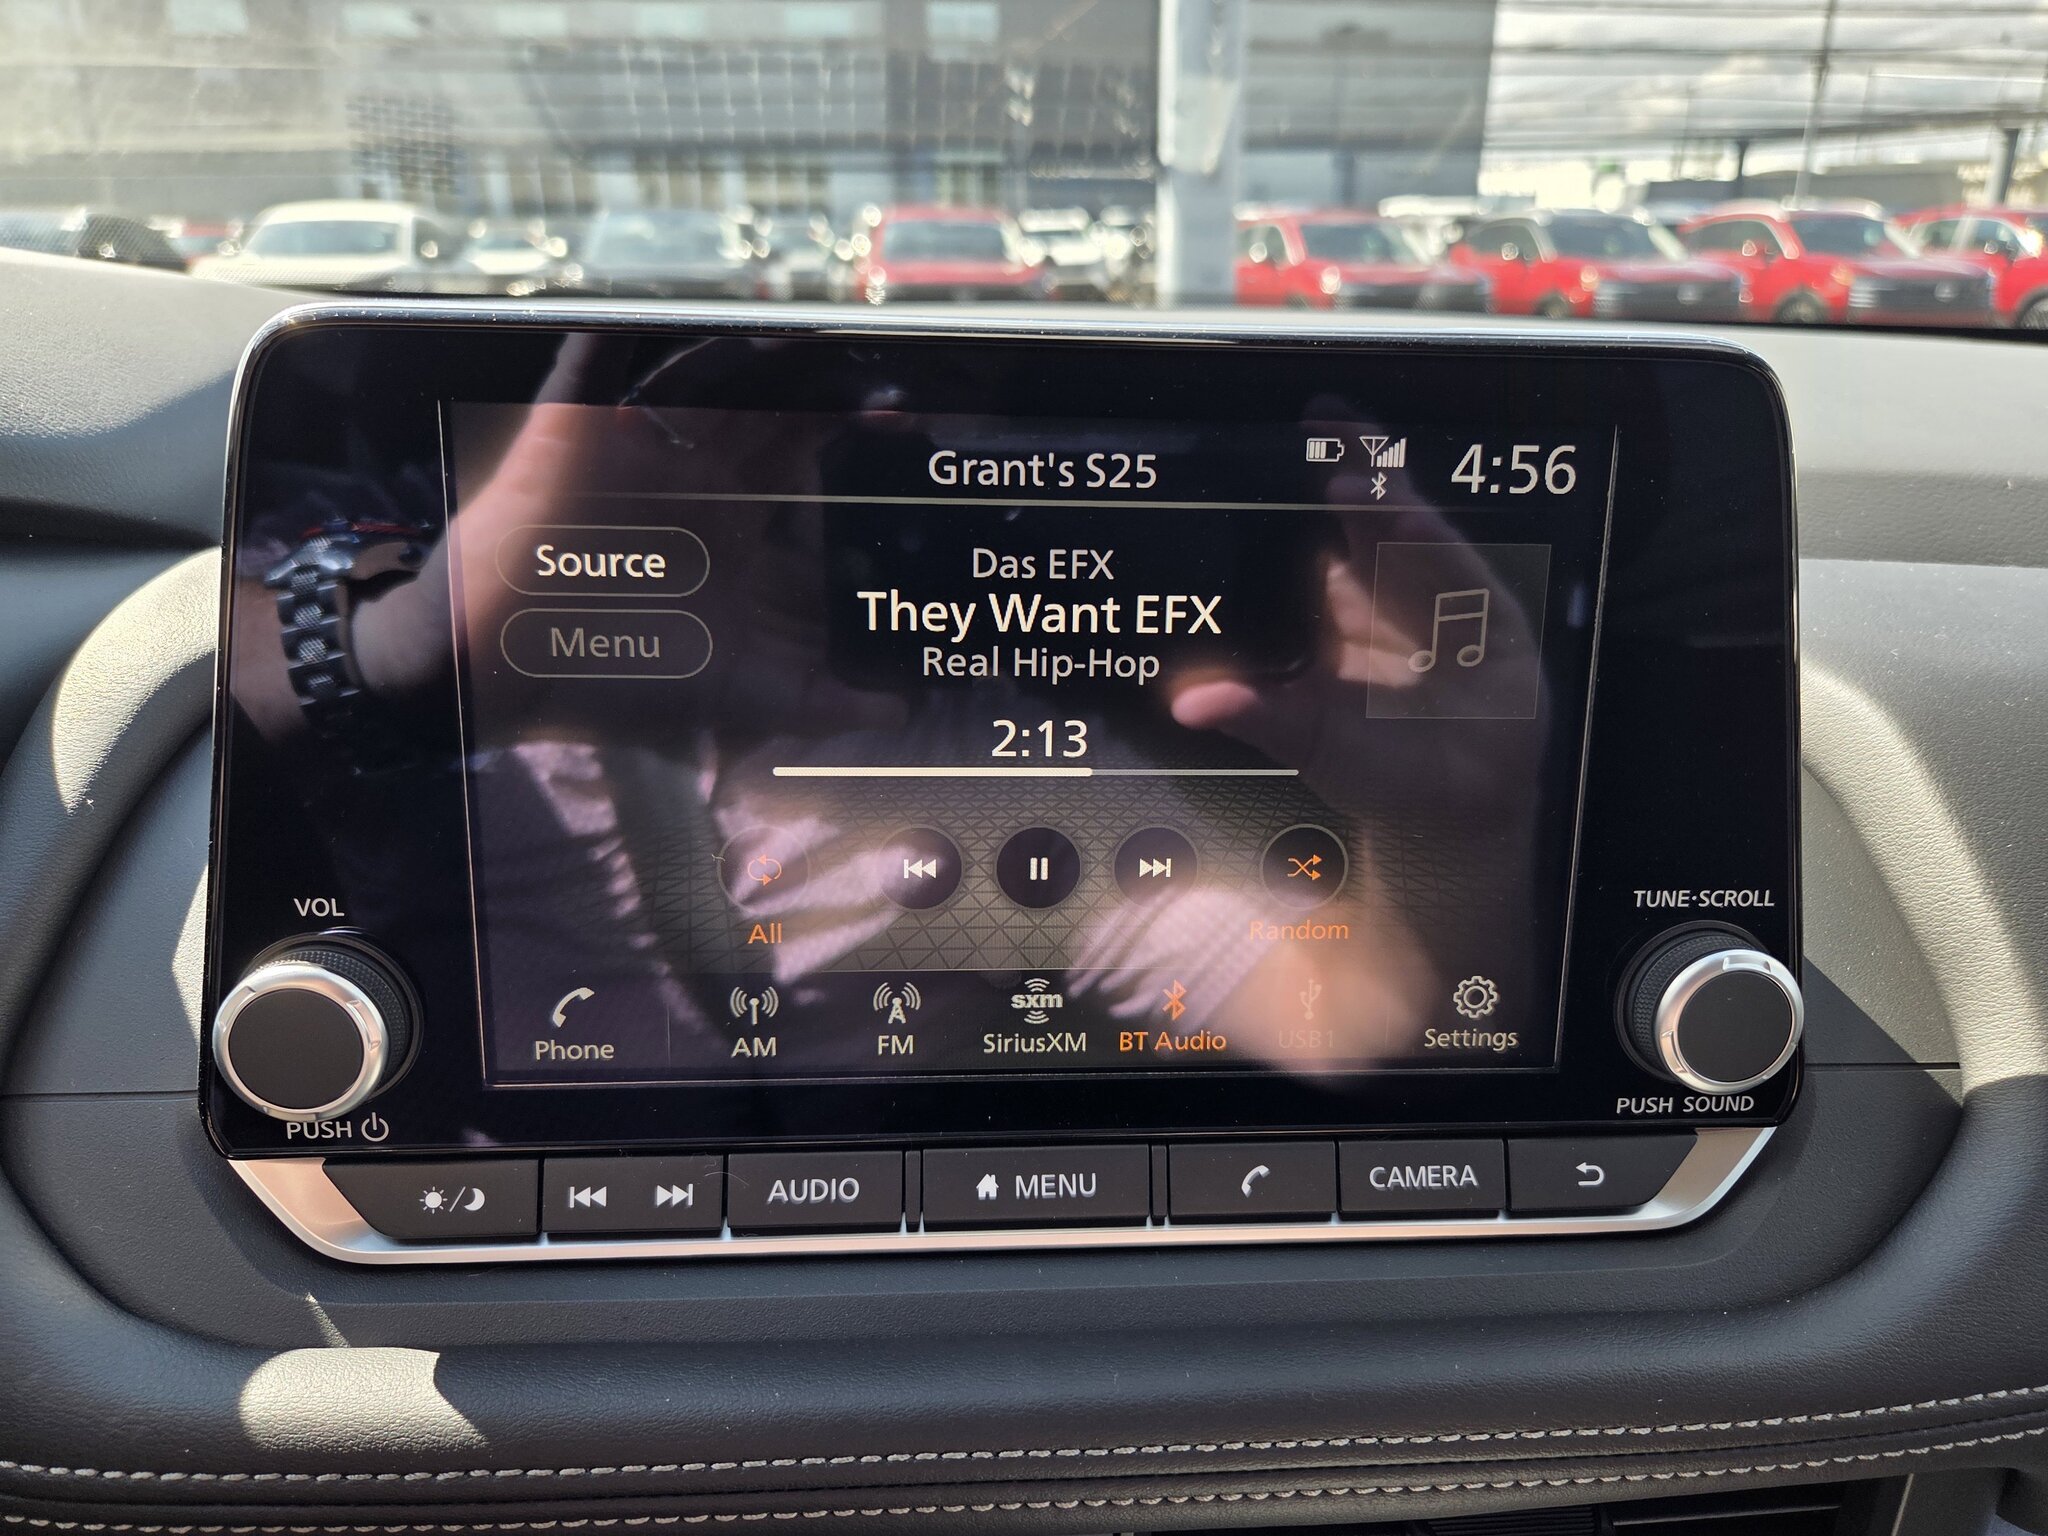 Grant's S25
4:56
Source
Menu
Das EFX
They Want EFX
Real Hip-Hop
2:13
All
Random
Phone
AM
FM
sxm
SiriusXM
BT Audio
USB1
Settings
VOL
PUSH
TUNE·SCROLL
PUSH SOUND
AUDIO
MENU
CAMERA